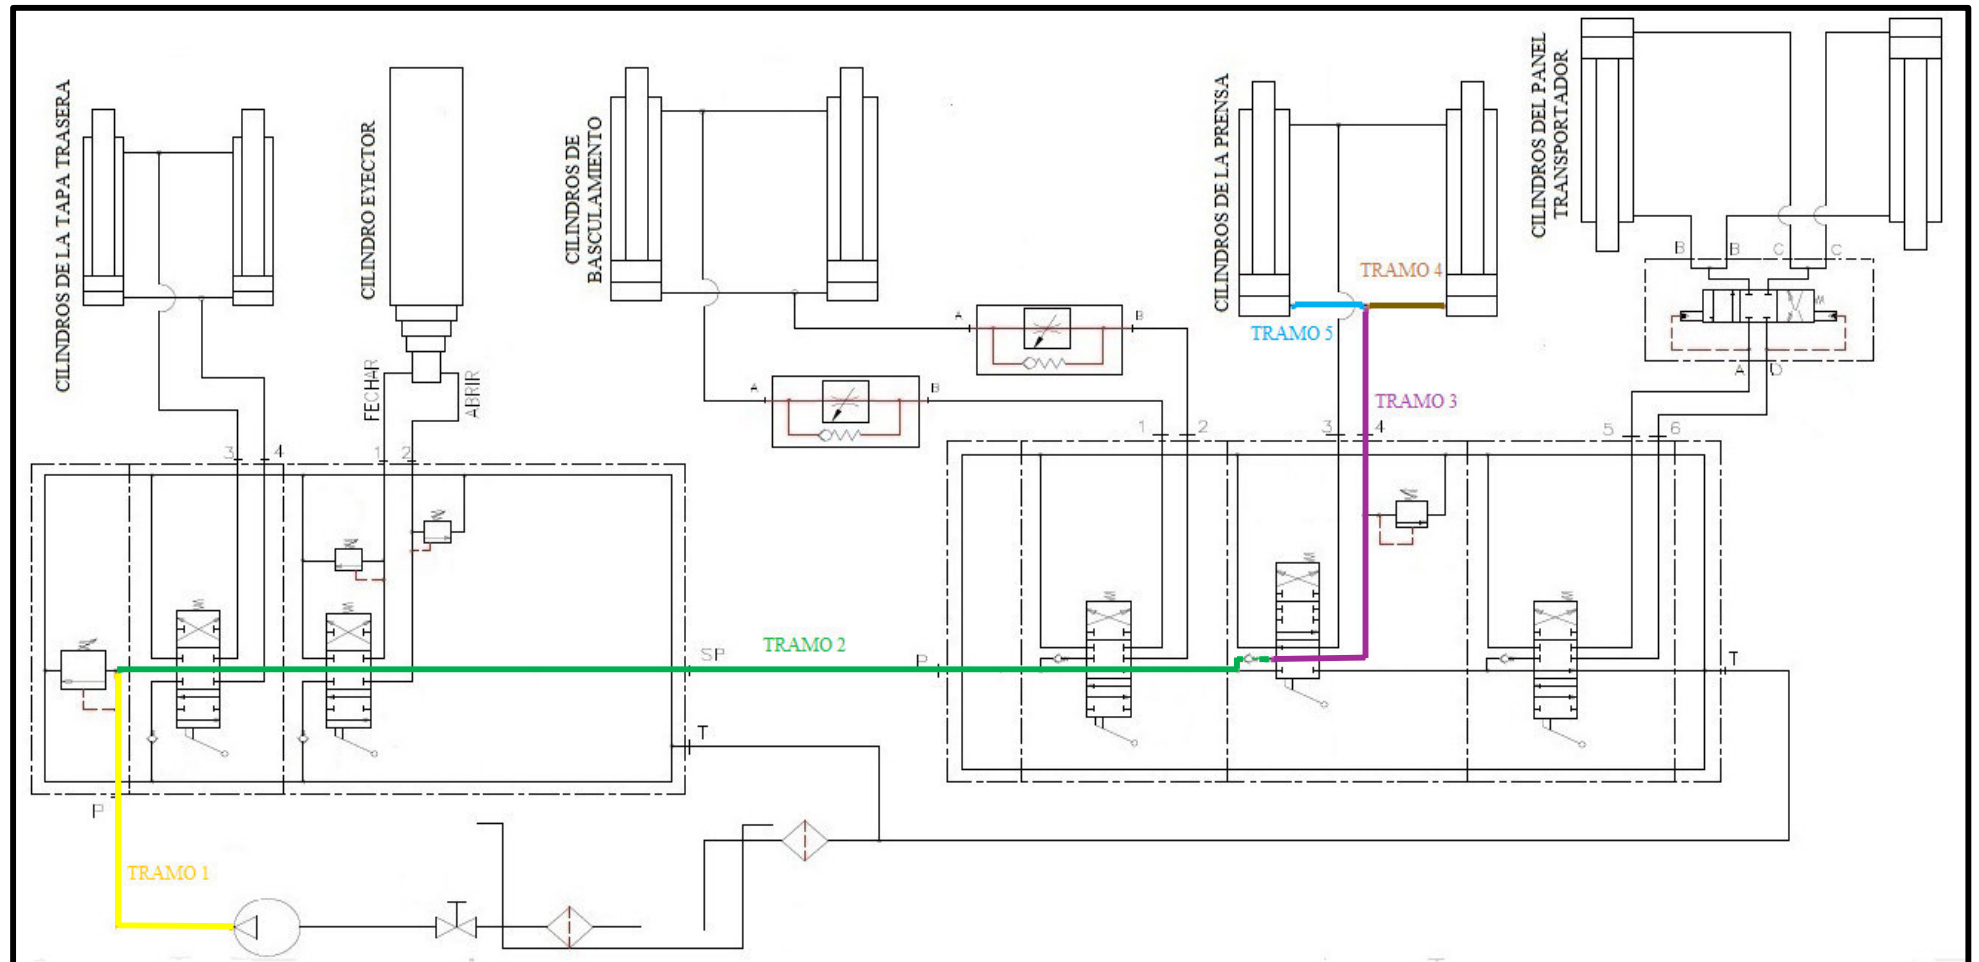 CILINDROS DE LA TAPA TRASERA
CILINDRO EYECTOR
CILINDROS DE
BASCULAMIENTO
CILINDROS DE LA PRENSA
CILINDROS DEL PANEL
TRANSPORTADOR
B
B
C
C
TRAMO 4
TRAMO 5
A
B
A
D
FECHAR
ABRIR
A
B
TRAMO 3
3
4
1
2
1
2
3
4
5
6
TRAMO 2
SP
P
T
T
P
TRAMO 1